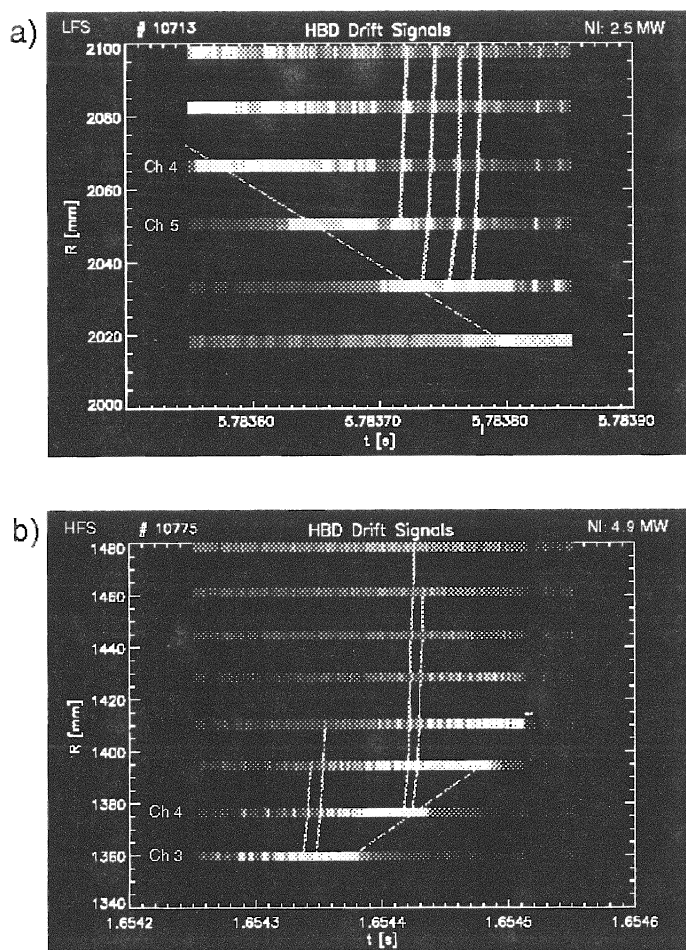 a)
LFS # 10713 HBD Drift Signals NI: 2.5 MW
2100
2080
Ch 4
2060
Ch 5
R [mm]
2040
2020
2000
5.78360 5.78370 5.78380 5.78390
t [s]
b)
HFS # 10775 HBD Drift Signals NI: 4.9 MW
1480
1460
1440
1420
R [mm]
1400
1380
Ch 4
1360
Ch 3
1340
1.6542 1.6543 1.6544 1.6545 1.6546
t [s]